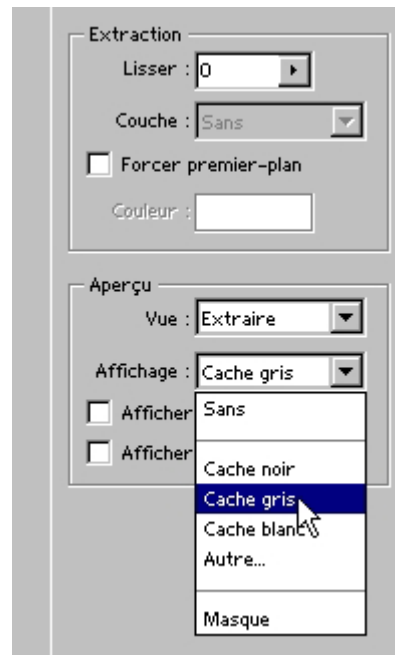 Extraction
Lisser : 0
Couche : Sans
Forcer premier-plan
Couleur :
Aperçu
Vue : Extraire
Affichage : Cache gris
Afficher
Afficher
Sans
Cache noir
Cache gris
Cache blanc
Autre...
Masque